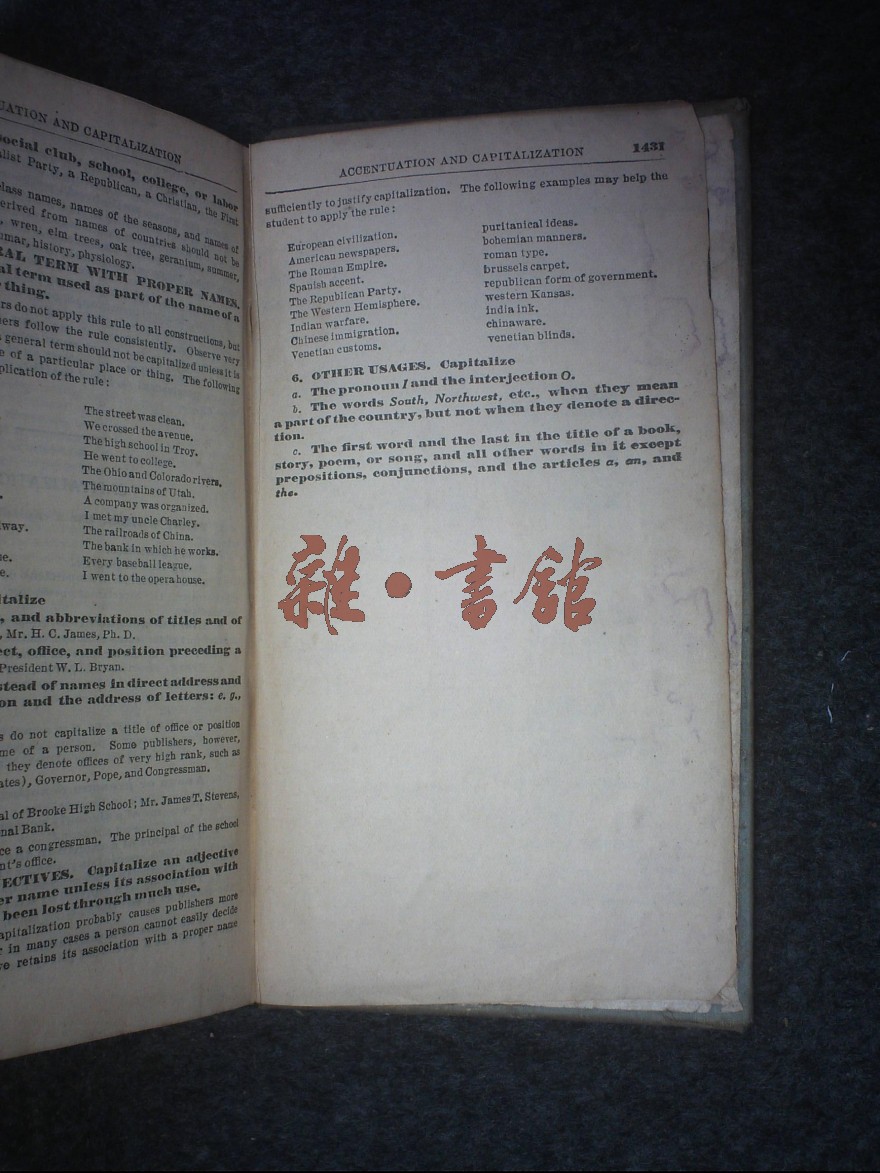 UATION AND CAPITALIZATION
social club, school, college, or labor
alist Party, a Republican, a Christian, the First
class names, names of the seasons, and names of
erived from names of countries should not be
, wren, elm trees, oak tree, geranium, summer,
mar, history, physiology.
RAL TERM WITH PROPER NAMES.
al term used as part of the name of a
thing.
rs do not apply this rule to all constructions, but
ers follow the rule consistently. Observe very
general term should not be capitalized unless it is
e of a particular place or thing. The following
plication of the rule:
The street was clean.
We crossed the avenue.
The high school in Troy.
He went to college.
The Ohio and Colorado rivers.
The mountains of Utah.
A company was organized.
I met my uncle Charley.
way. The railroads of China.
The bank in which he works.
se. Every baseball league.
e. I went to the opera house.
italize
, and abbreviations of titles and of
, Mr. H. C. James, Ph. D.
ect, office, and position preceding a
President W. L. Bryan.
stead of names in direct address and
on and the address of letters: e. g.,
s do not capitalize a title of office or position
me of a person. Some publishers, however,
they denote offices of very high rank, such as
ates), Governor, Pope, and Congressman.
al of Brooke High School; Mr. James T. Stevens,
nal Bank.
ce a congressman. The principal of the school
nt's office.
ECTIVES. Capitalize an adjective
er name unless its association with
been lost through much use.
apitalization probably causes publishers more
r in many cases a person cannot easily decide
ve retains its association with a proper name
ACCENTUATION AND CAPITALIZATION 1431
sufficiently to justify capitalization. The following examples may help the
student to apply the rule:
European civilization. puritanical ideas.
American newspapers. bohemian manners.
The Roman Empire. roman type.
Spanish accent. brussels carpet.
The Republican Party. republican form of government.
The Western Hemisphere. western Kansas.
Indian warfare. india ink.
Chinese immigration. chinaware.
Venetian customs. venetian blinds.
6. OTHER USAGES. Capitalize
a. The pronoun I and the interjection O.
b. The words South, Northwest, etc., when they mean
a part of the country, but not when they denote a direc-
tion.
c. The first word and the last in the title of a book,
story, poem, or song, and all other words in it except
prepositions, conjunctions, and the articles a, an, and
the.
雜·書館